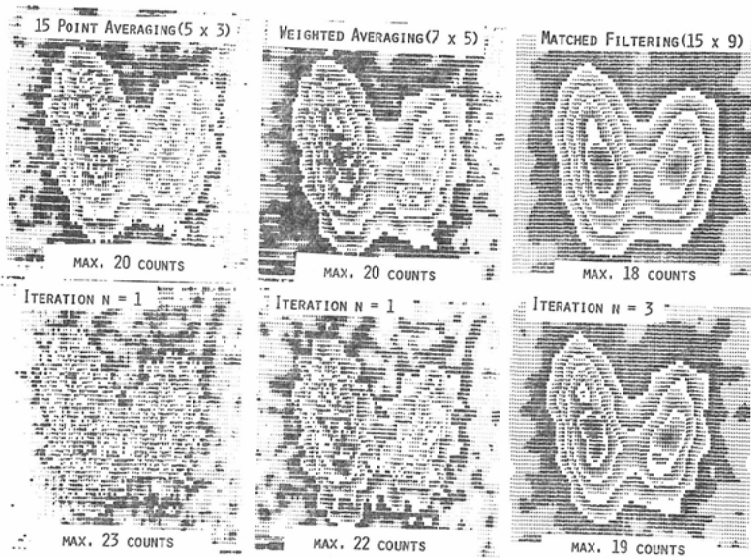 15 POINT AVERAGING(5 x 3)
WEIGHTED AVERAGING(7 x 5)
MATCHED FILTERING(15 x 9)
MAX. 20 COUNTS
MAX. 20 COUNTS
MAX. 18 COUNTS
ITERATION N = 1
ITERATION N = 1
ITERATION N = 3
MAX. 23 COUNTS
MAX. 22 COUNTS
MAX. 19 COUNTS